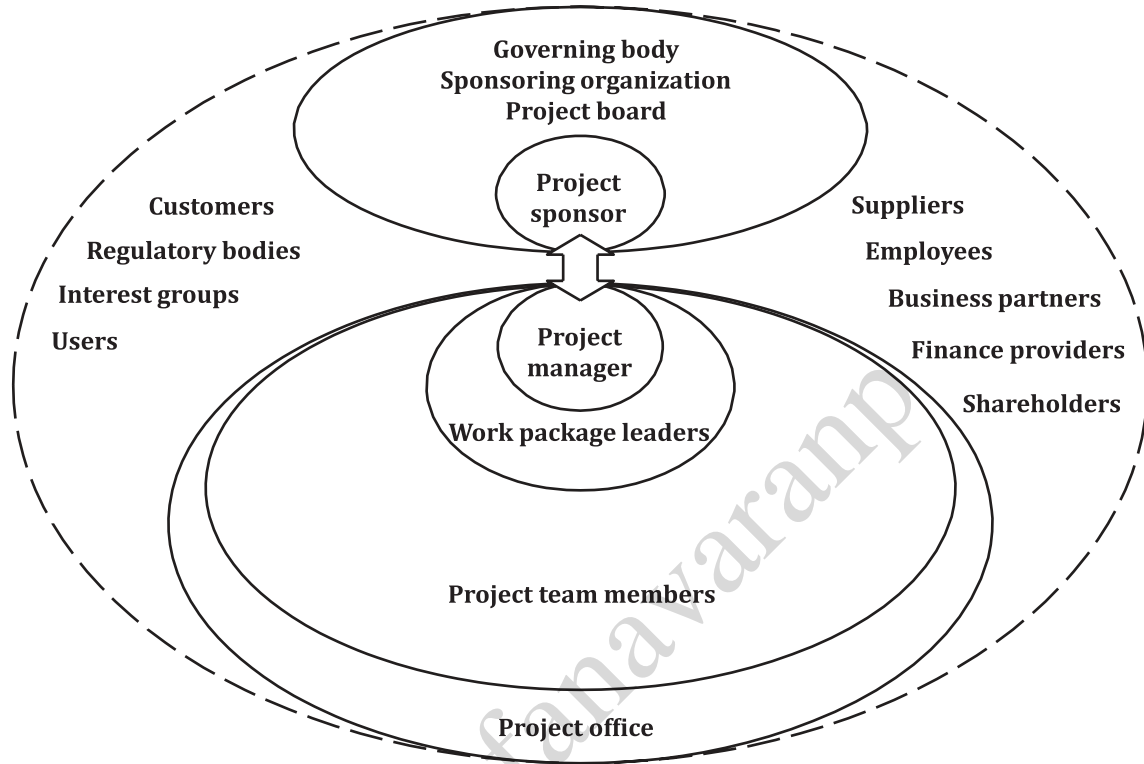 Governing body
Sponsoring organization
Project board
Project
sponsor
Customers
Regulatory bodies
Interest groups
Users
Suppliers
Employees
Business partners
Finance providers
Shareholders
Project
manager
Work package leaders
Project team members
Project office
fanavaranp